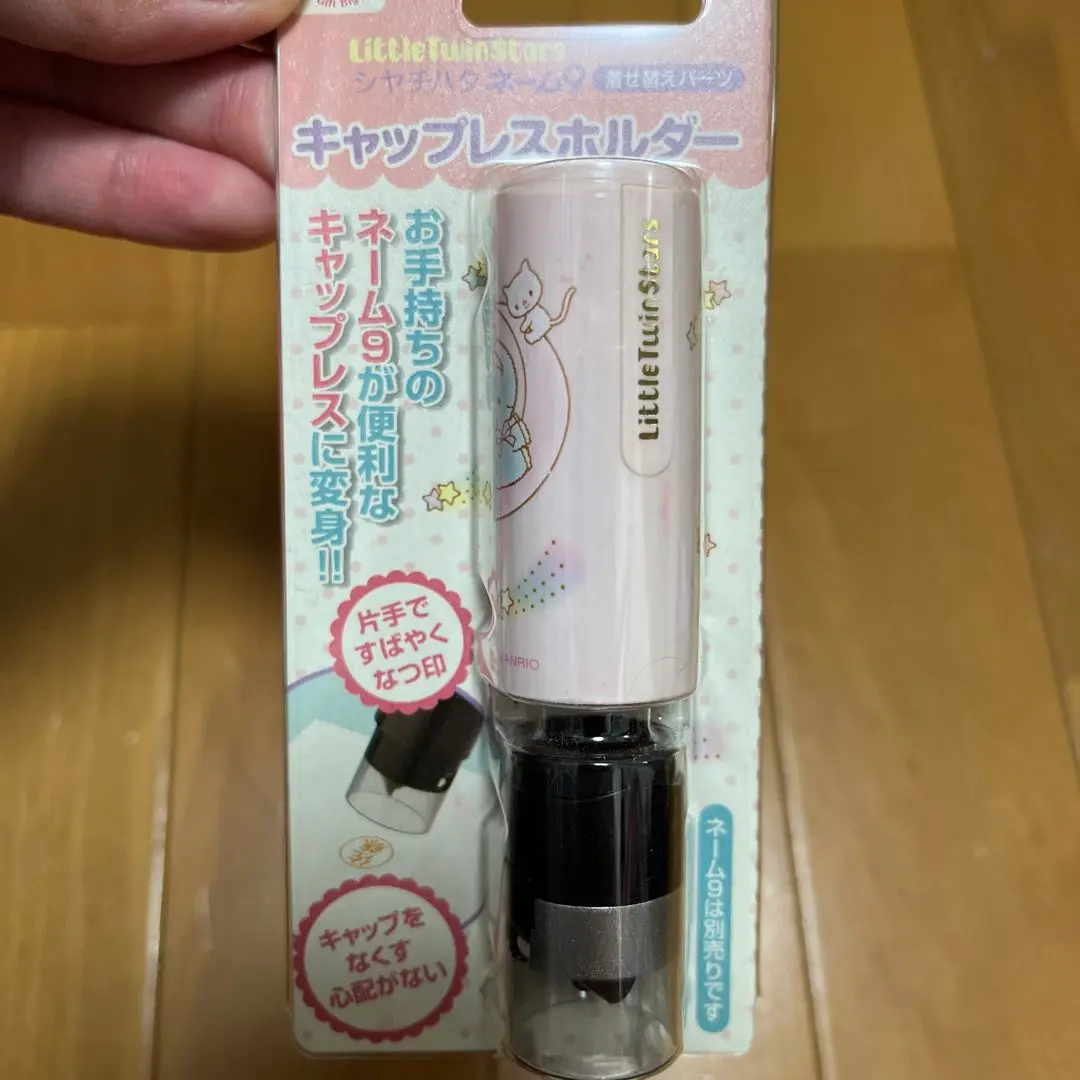 Gift Big
LittleTwinStars
シヤチハタ ネーム9 着せ替えパーツ
キャップレスホルダー
お手持ちの
ネーム9が便利な
キャップレスに変身!!
LittleTwinStars
片手で
すばやく
なつ印
SANRIO
キャップを
なくす
心配がない
ネーム9は別売りです